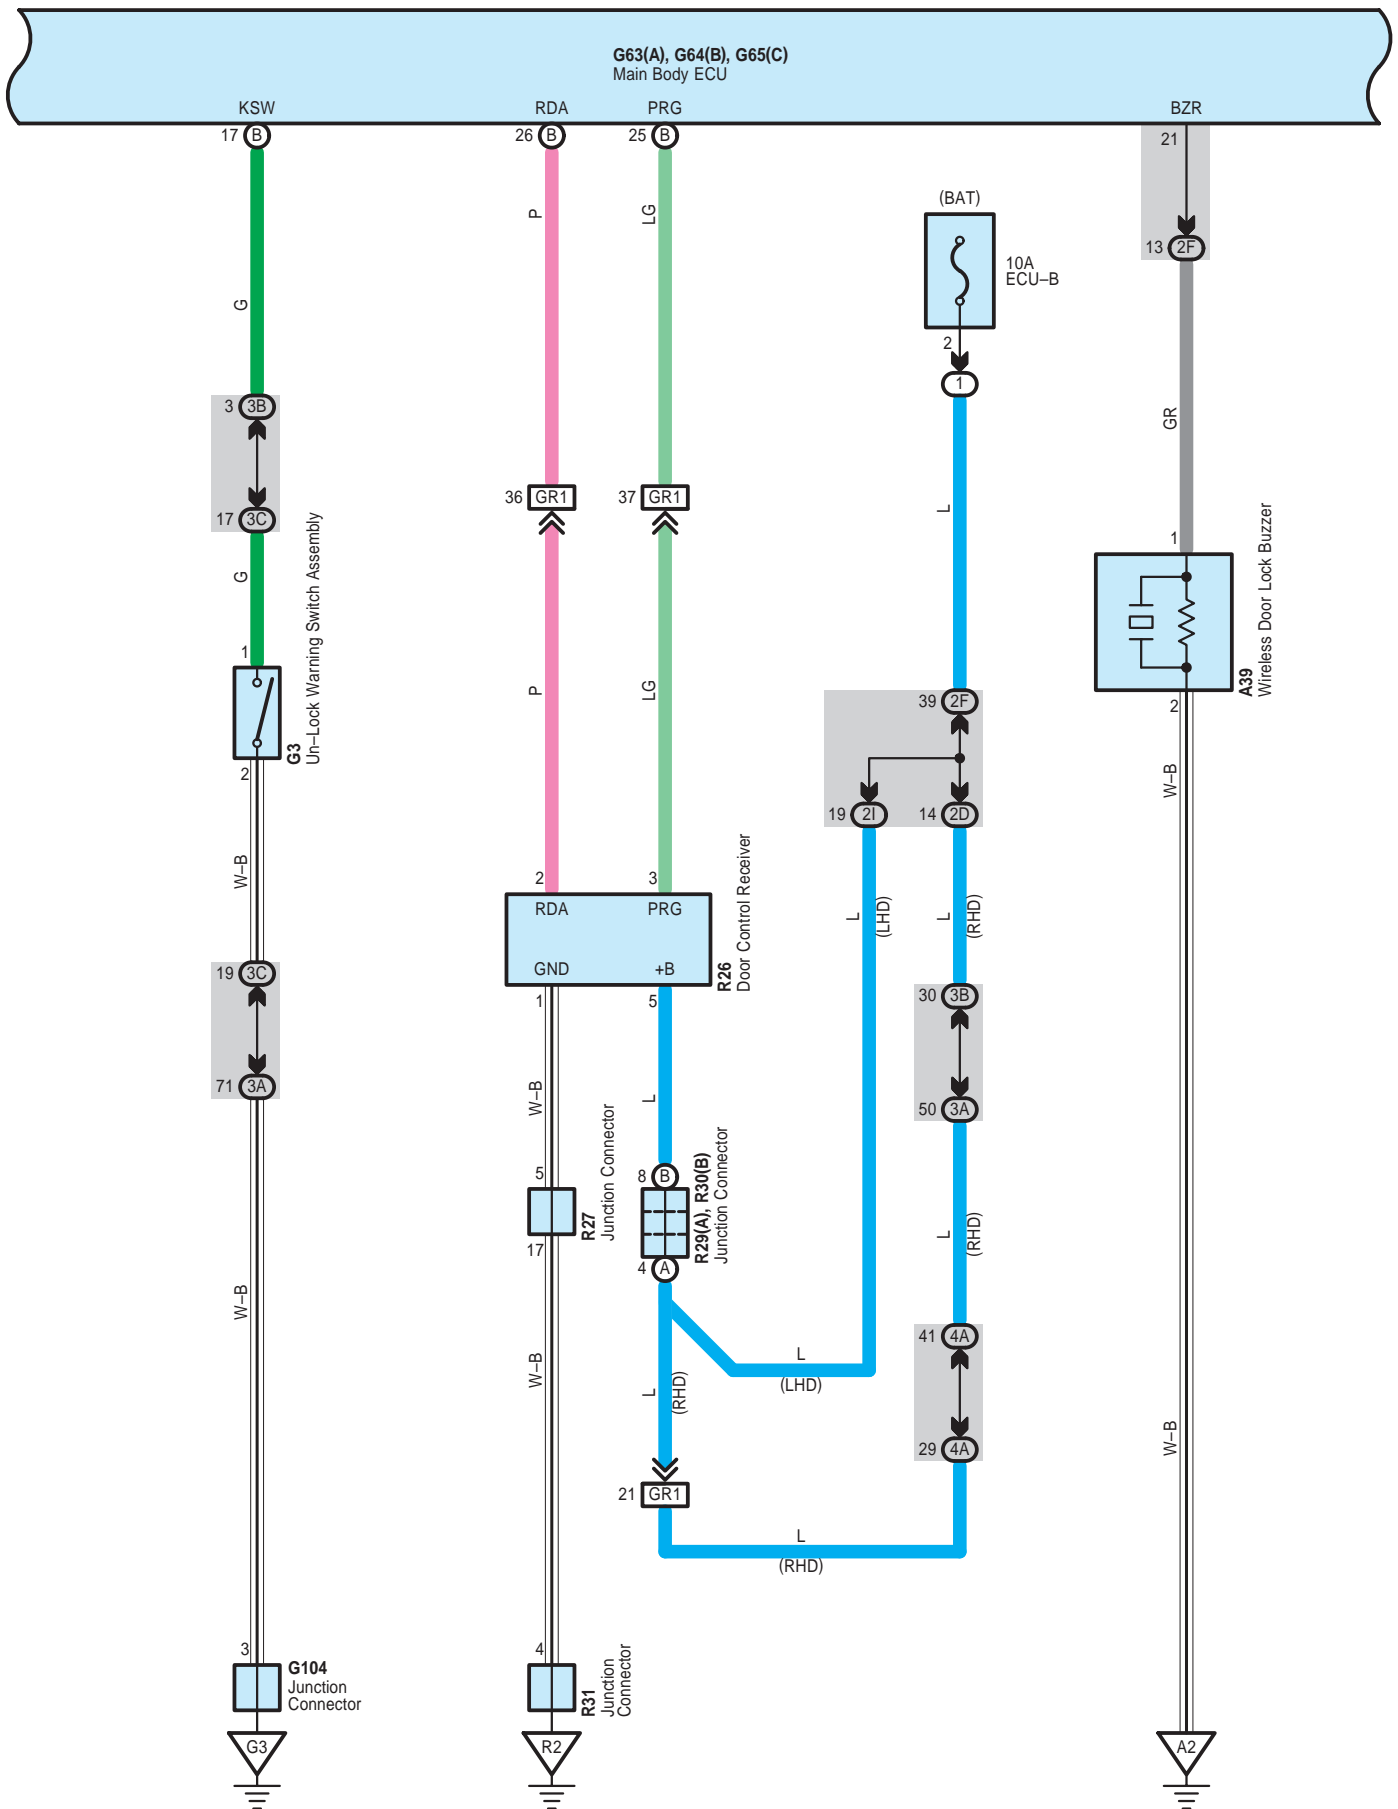 G63(A), G64(B), G65(C)
Main Body ECU
KSW
RDA
PRG
BZR
17 B
26 B
25 B
21
P
LG
(BAT)
13 2F
10A
ECU–B
G
2
1
GR
3 3B
36 GR1
37 GR1
L
17 3C
1
G
Un–Lock Warning Switch Assembly
G3
1
2
Wireless Door Lock Buzzer
A39
1
2
P
LG
39 2F
W–B
19 2I
14 2D
W–B
2
3
RDA
PRG
GND
+B
R26
Door Control Receiver
1
5
L
(LHD)
L
(RHD)
19 3C
30 3B
71 3A
50 3A
W–B
L
5
R27
Junction Connector
17
8 B
R29(A), R30(B)
Junction Connector
4 A
L
(RHD)
W–B
W–B
41 4A
L
(LHD)
L
(RHD)
29 4A
W–B
21 GR1
L
(RHD)
3
G104
Junction
Connector
4
R31
Junction
Connector
G3
R2
A2